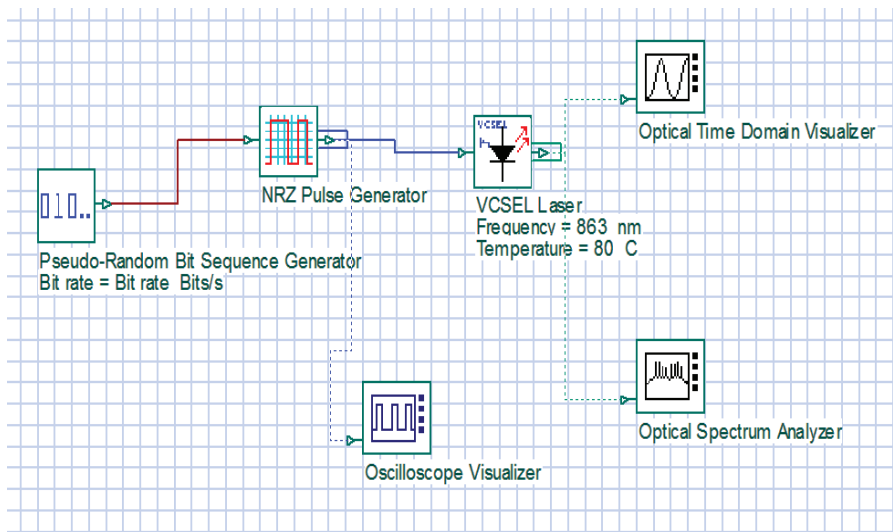 Optical Time Domain Visualizer
NRZ Pulse Generator
VCSEL
VCSEL Laser
Frequency = 863 nm
Temperature = 80 C
010..
Pseudo-Random Bit Sequence Generator
Bit rate = Bit rate Bits/s
Optical Spectrum Analyzer
Oscilloscope Visualizer